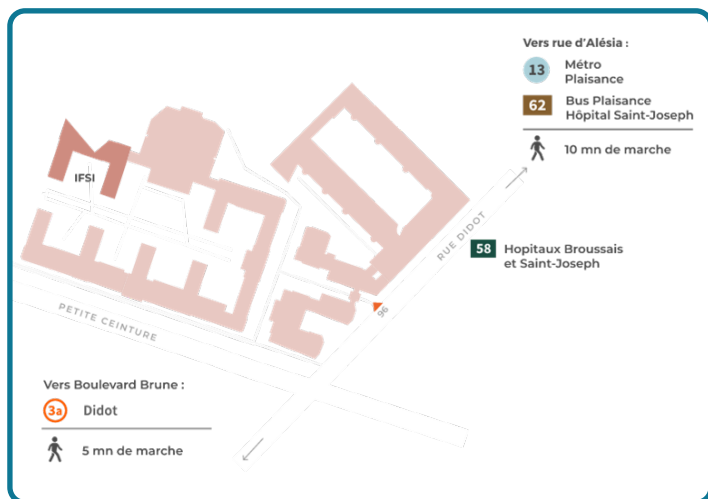 Vers rue d'Alésia :
13 Métro
Plaisance
62 Bus Plaisance
Hôpital Saint-Joseph
10 mn de marche
IFSI
RUE DIDOT
58 Hopitaux Broussais
et Saint-Joseph
96
PETITE CEINTURE
Vers Boulevard Brune :
3a Didot
5 mn de marche